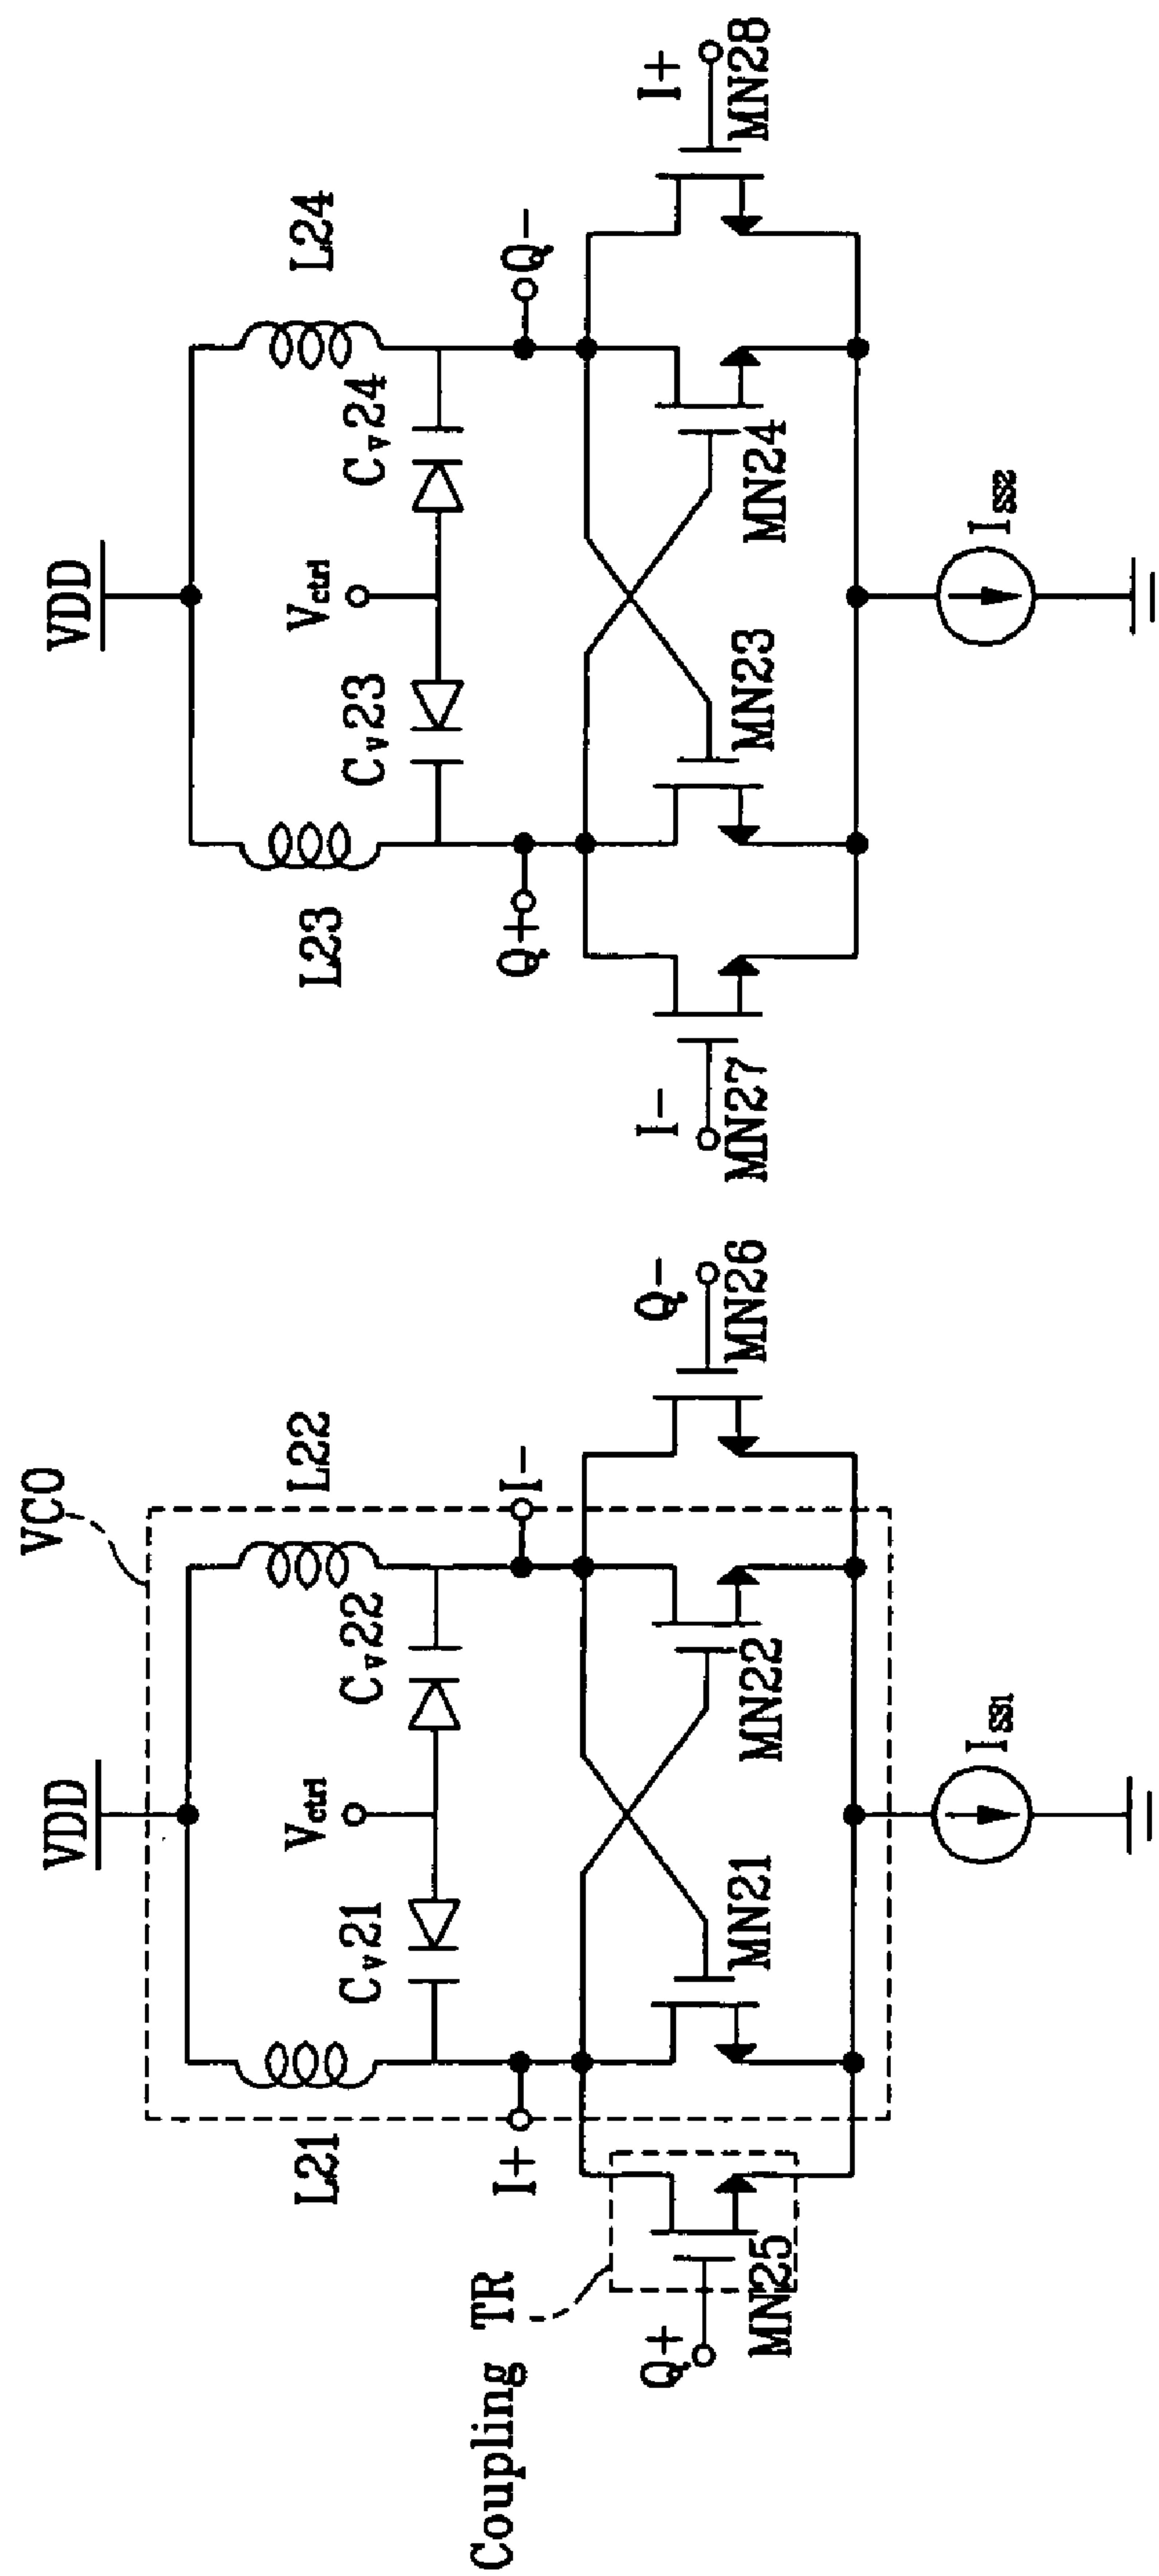 VCO
VDD
VDD
L21
L22
L23
L24
Cv21
Vctrl
Cv22
Cv23
Vctrl
Cv24
I+
I-
Q+
Q-
Coupling TR
Q+
Q-
I-
I+
MN25
MN21
MN22
MN26
MN27
MN23
MN24
MN28
ISS1
ISS2